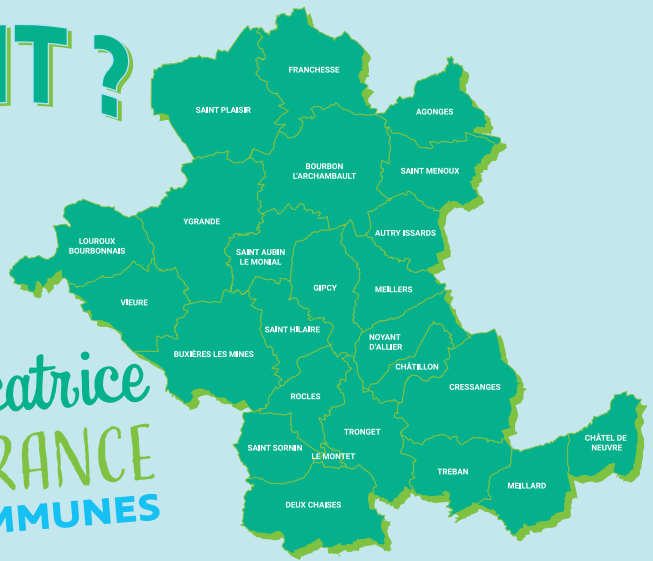 NT ?
FRANCHESSE
SAINT PLAISIR
AGONGES
BOURBON
L'ARCHAMBAULT
SAINT MENOUX
YGRANDE
AUTRY ISSARDS
LOUROUX
BOURBONNAIS
SAINT AUBIN
LE MONIAL
GIPCY
MEILLERS
VIEURE
SAINT HILAIRE
NOYANT
D'ALLIER
BUXIÈRES LES MINES
CHÂTILLON
CRESSANGES
ROCLES
TRONGET
CHÂTEL DE
NEUVRE
SAINT SORNIN
LE MONTET
TREBAN
MEILLARD
DEUX CHAISES
catrice
RANCE
MMUNES